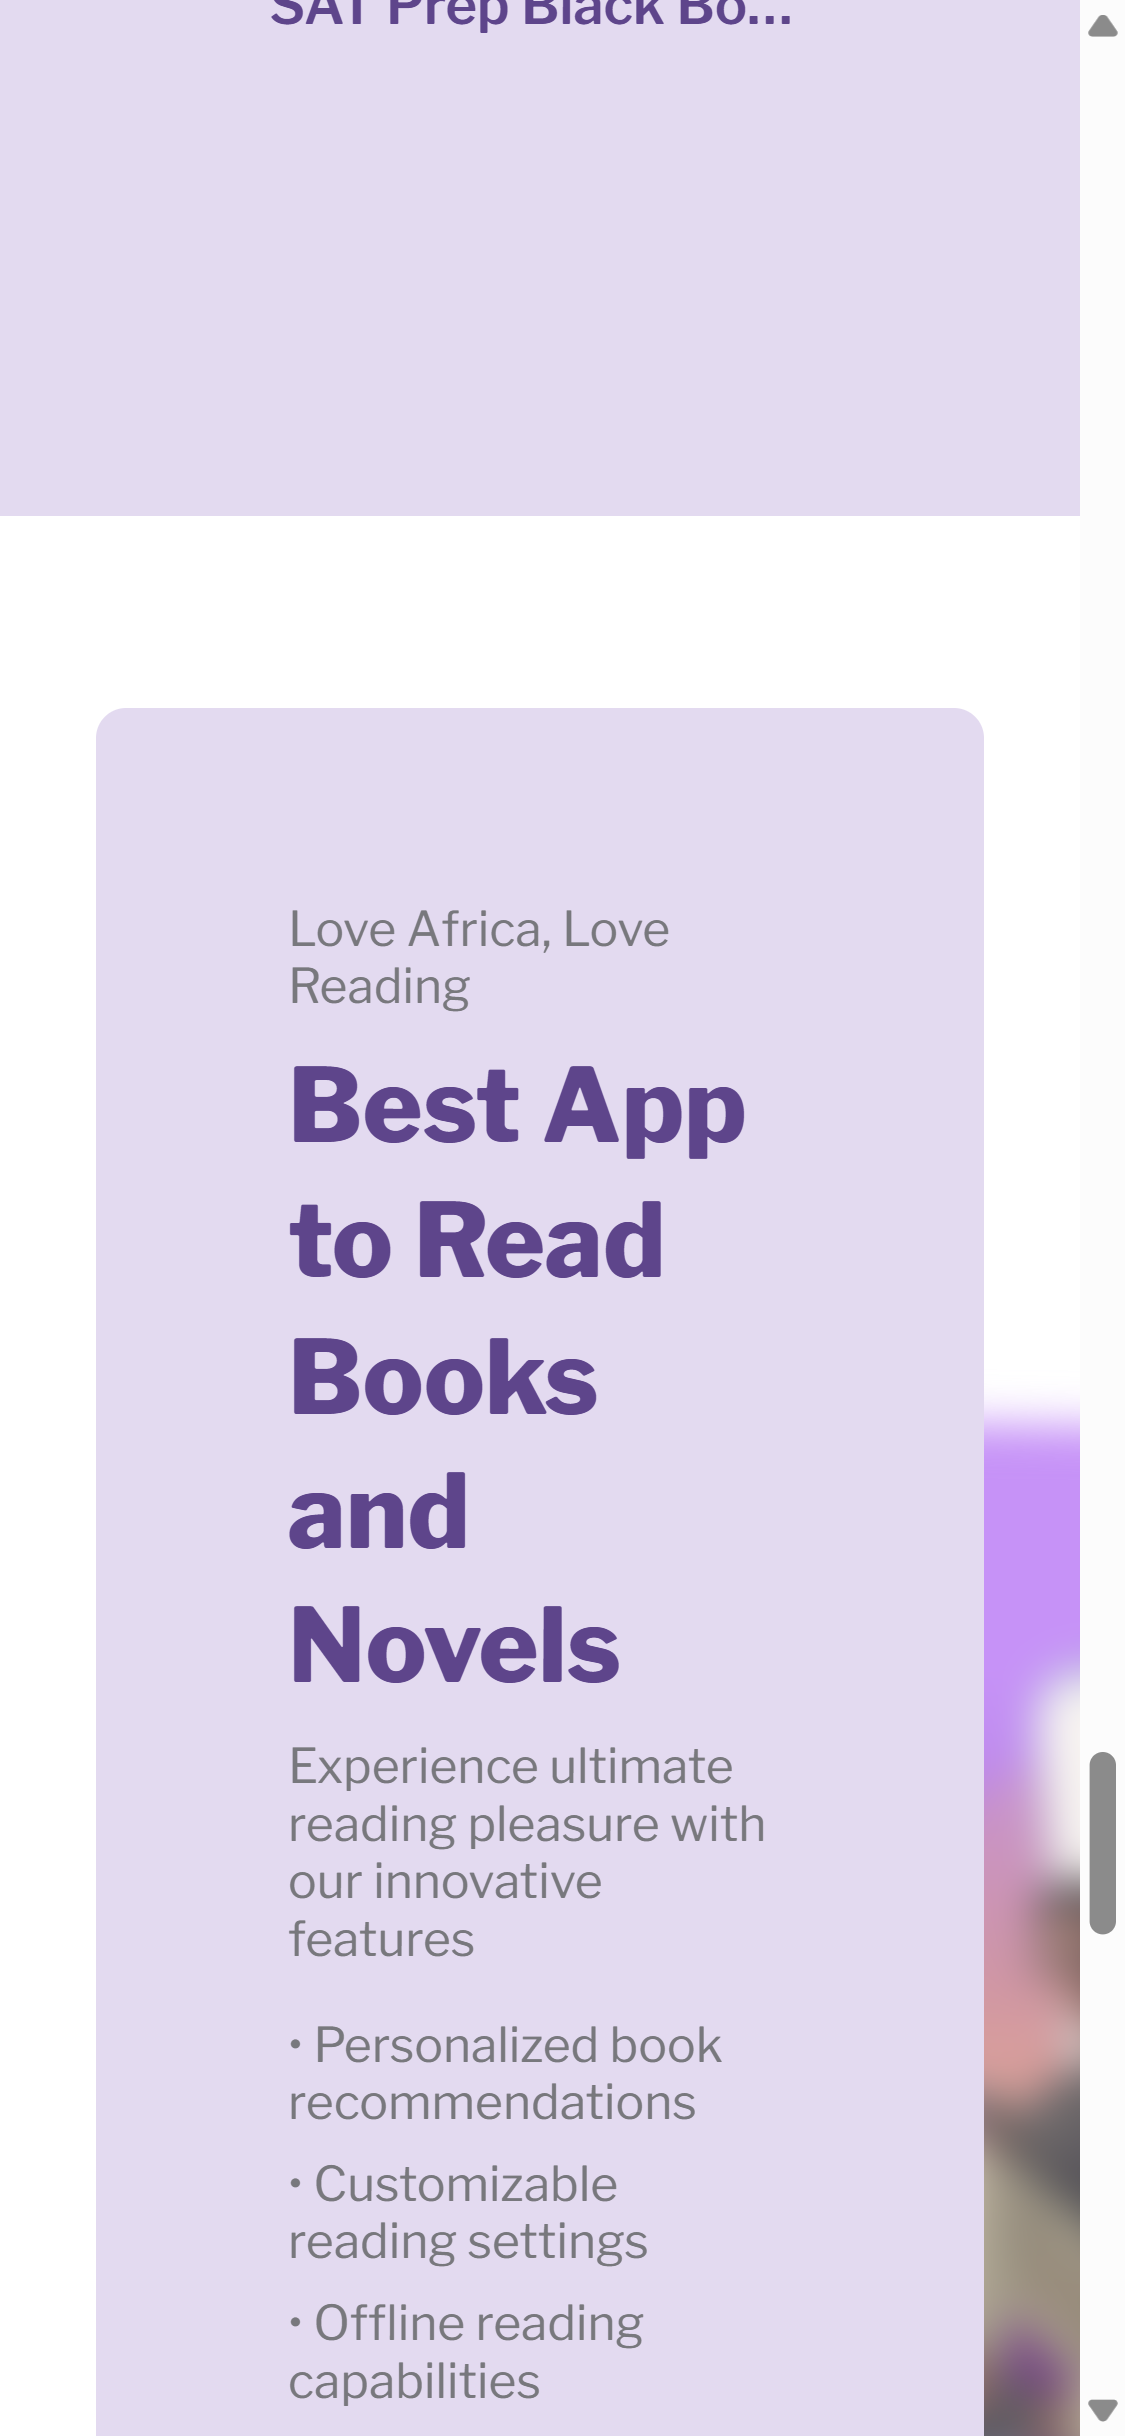 SAT Prep Black Bo...
Love Africa, Love
Reading
Best App
to Read
Books
and
Novels
Experience ultimate
reading pleasure with
our innovative
features
• Personalized book
recommendations
• Customizable
reading settings
• Offline reading
capabilities